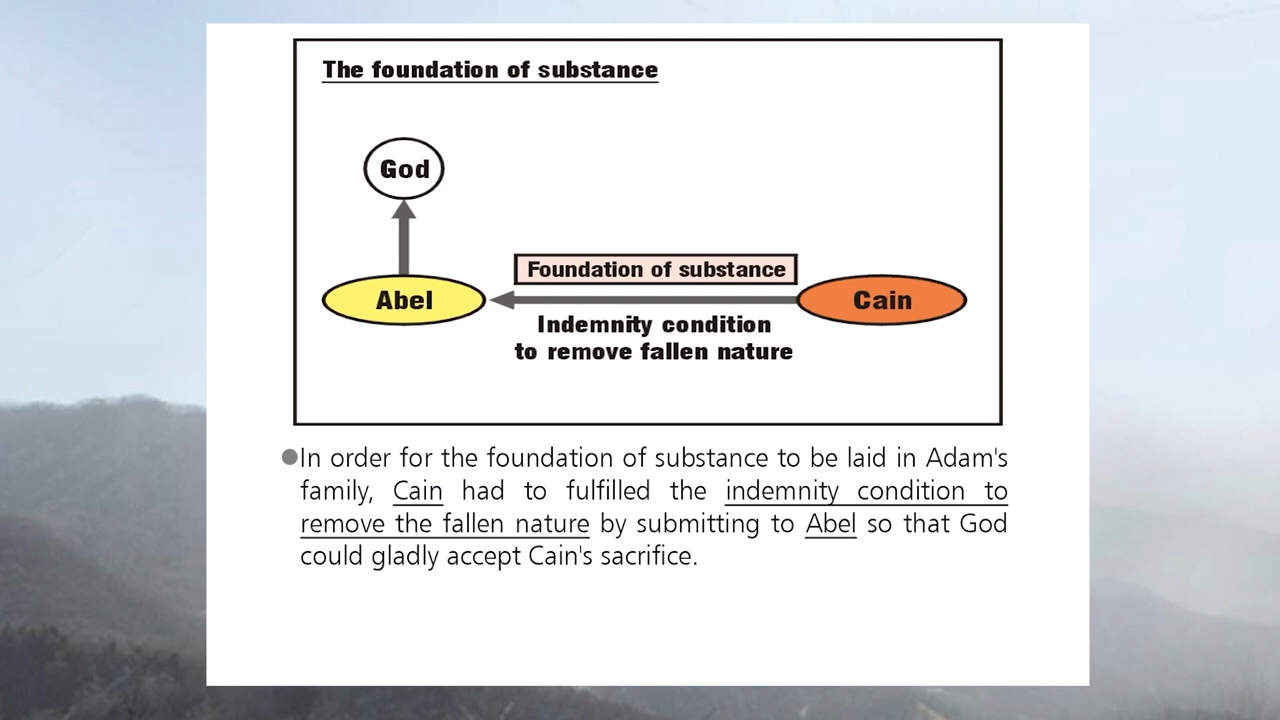 The foundation of substance
God
Foundation of substance
Abel
Cain
Indemnity condition
to remove fallen nature
●In order for the foundation of substance to be laid in Adam's
family, Cain had to fulfilled the indemnity condition to
remove the fallen nature by submitting to Abel so that God
could gladly accept Cain's sacrifice.